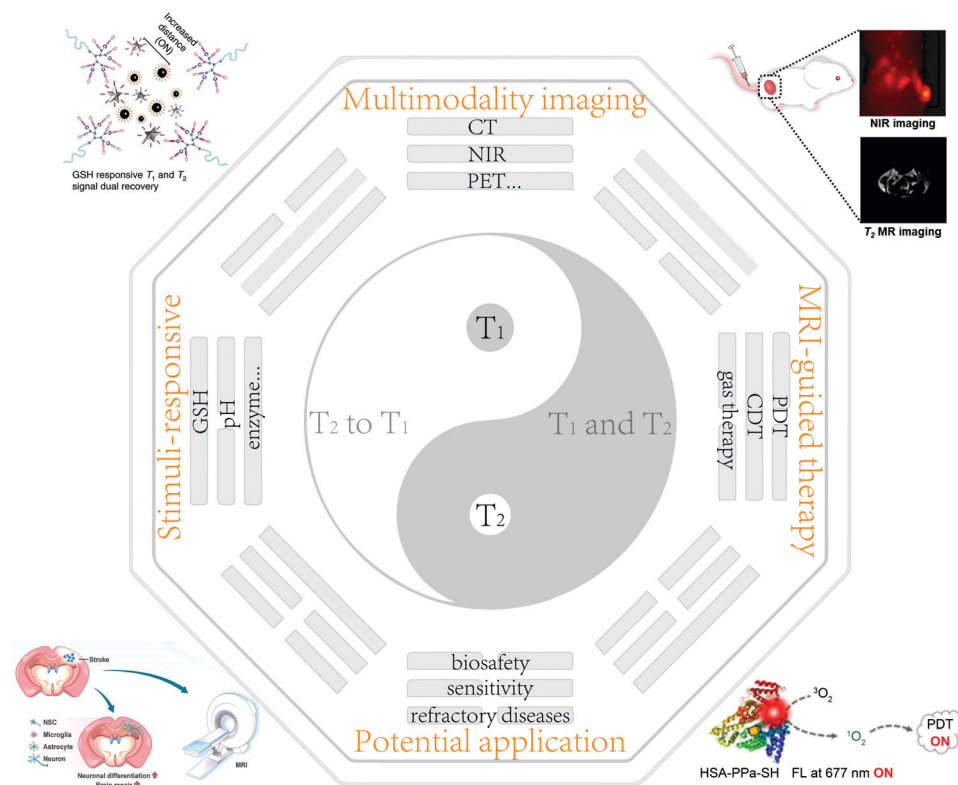 Increased
distance
(ON)
GSH responsive T1 and T2
signal dual recovery
Multimodality imaging
CT
NIR
PET...
NIR imaging
T2 MR imaging
Stimuli-responsive
GSH
pH
enzyme...
T1
T2 to T1
T1 and T2
T2
MRI-guided therapy
PDT
CDT
gas therapy
biosafety
sensitivity
refractory diseases
Potential application
Stroke
NSC
Microglia
Astrocyte
Neuron
Neuronal differentiation
MRI
3O2
1O2
PDT
ON
HSA-PPa-SH FL at 677 nm ON